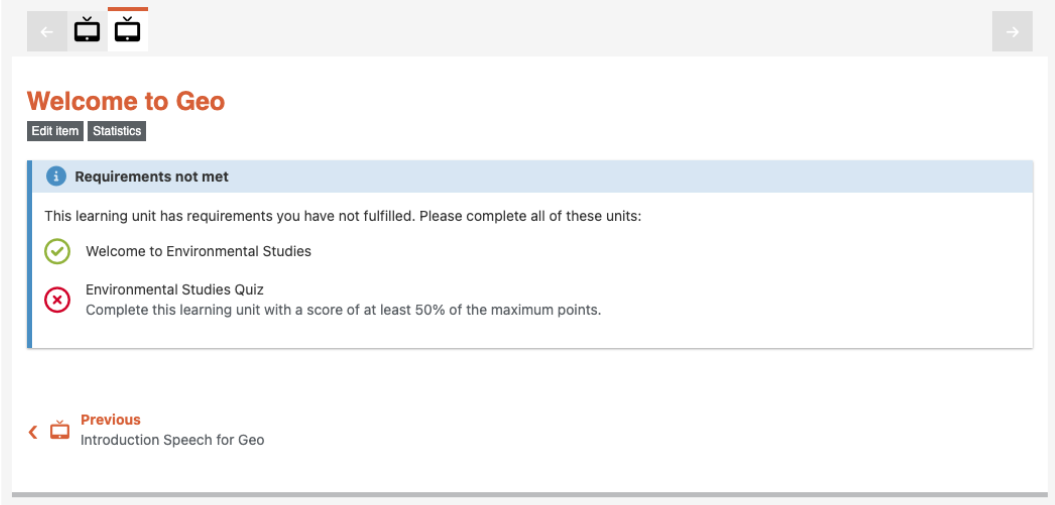 Welcome to Geo
Edit item Statistics
Requirements not met
This learning unit has requirements you have not fulfilled. Please complete all of these units:
Welcome to Environmental Studies
Environmental Studies Quiz
Complete this learning unit with a score of at least 50% of the maximum points.
Previous
Introduction Speech for Geo